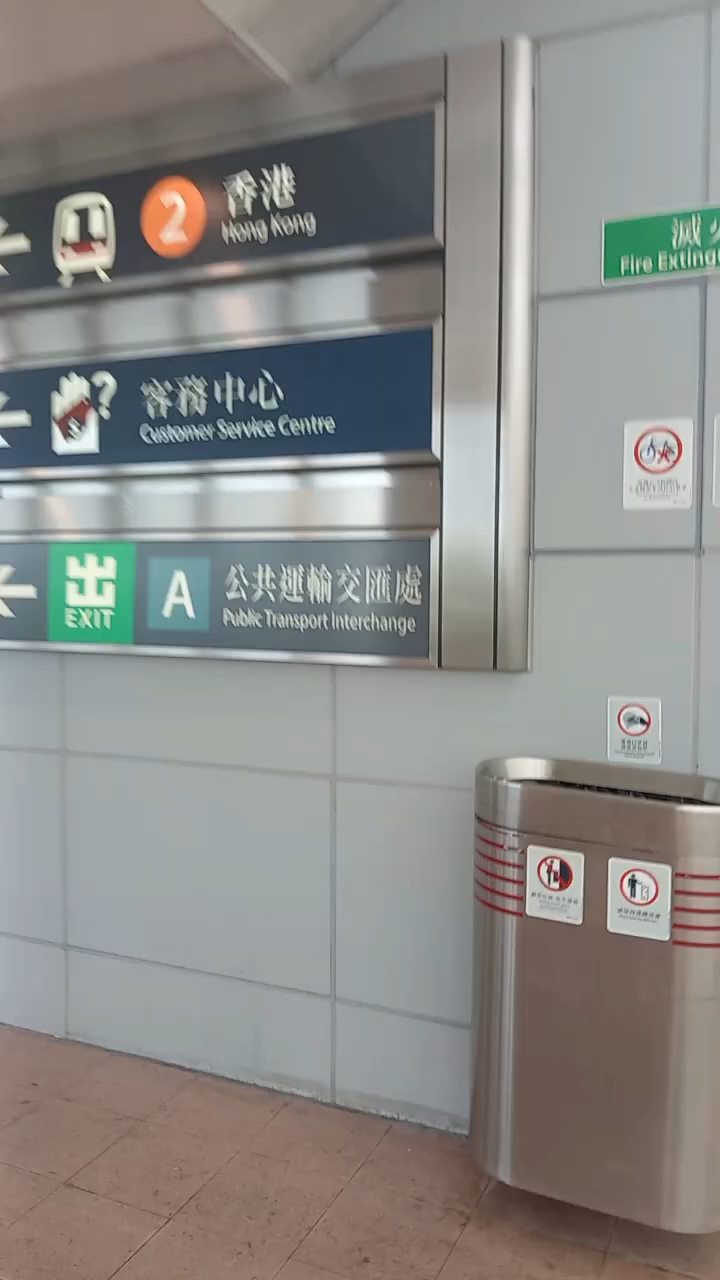 2 香港
Hong Kong
? 客務中心
Customer Service Centre
出
EXIT
A 公共運輸交匯處
Public Transport Interchange
滅
Fire